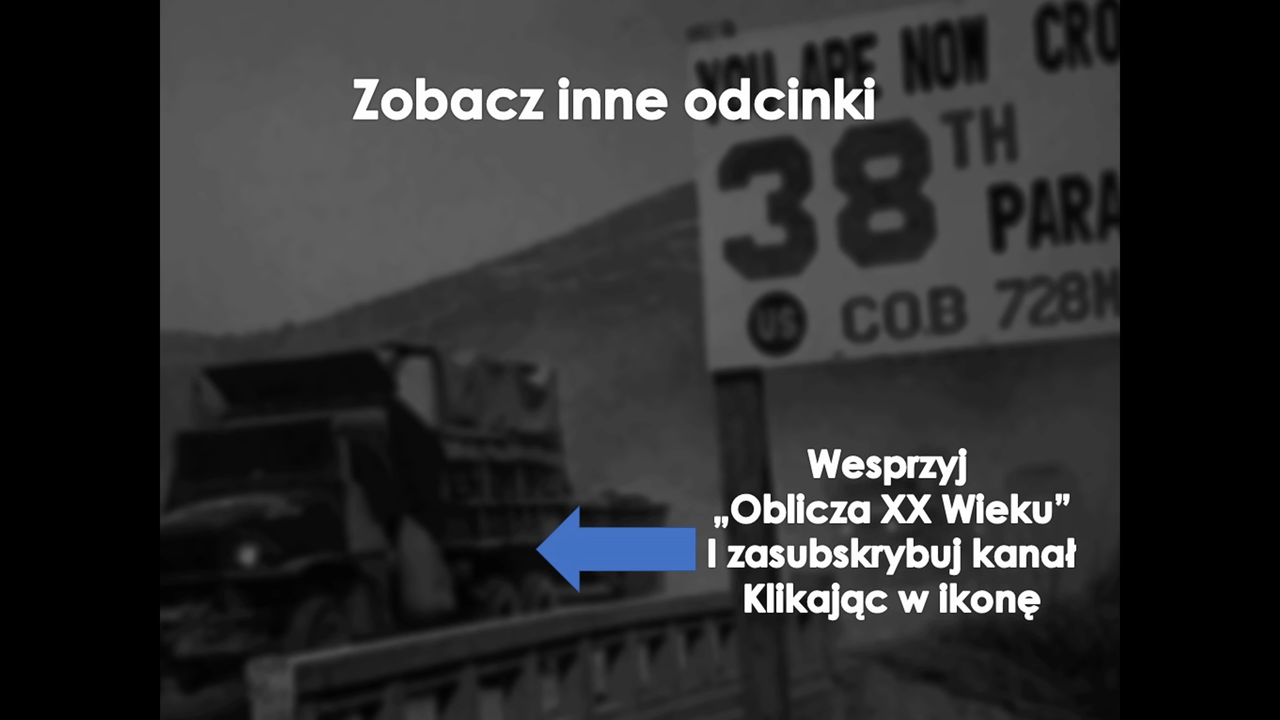 Zobacz inne odcinki
YOU ARE NOW CRO
38TH
PARA
US COB 728M
Wesprzyj
„Oblicza XX Wieku”
I zasubskrybuj kanał
Klikając w ikonę